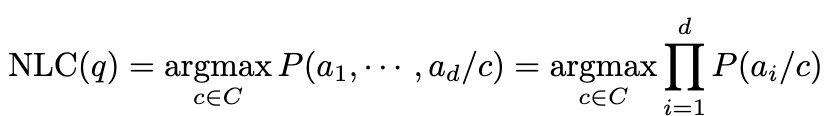 NLC(q) = argmax_{c∈C} P(a_1, ⋯ , a_d/c) = argmax_{c∈C} ∏_{i=1}^{d} P(a_i/c)